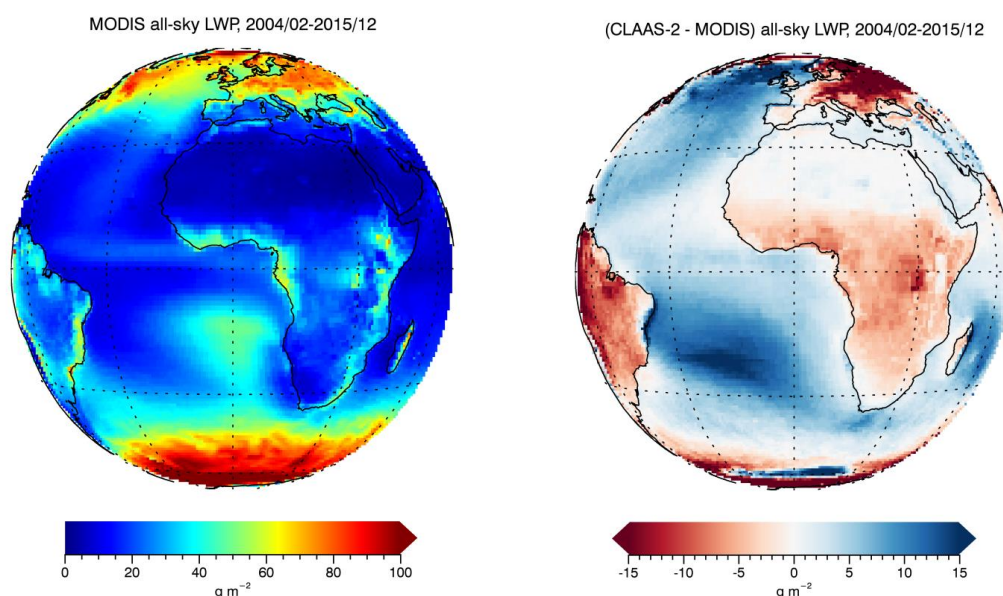 MODIS all-sky LWP, 2004/02-2015/12
(CLAAS-2 - MODIS) all-sky LWP, 2004/02-2015/12
0 20 40 60 80 100
g m⁻²
-15 -10 -5 0 5 10 15
g m⁻²